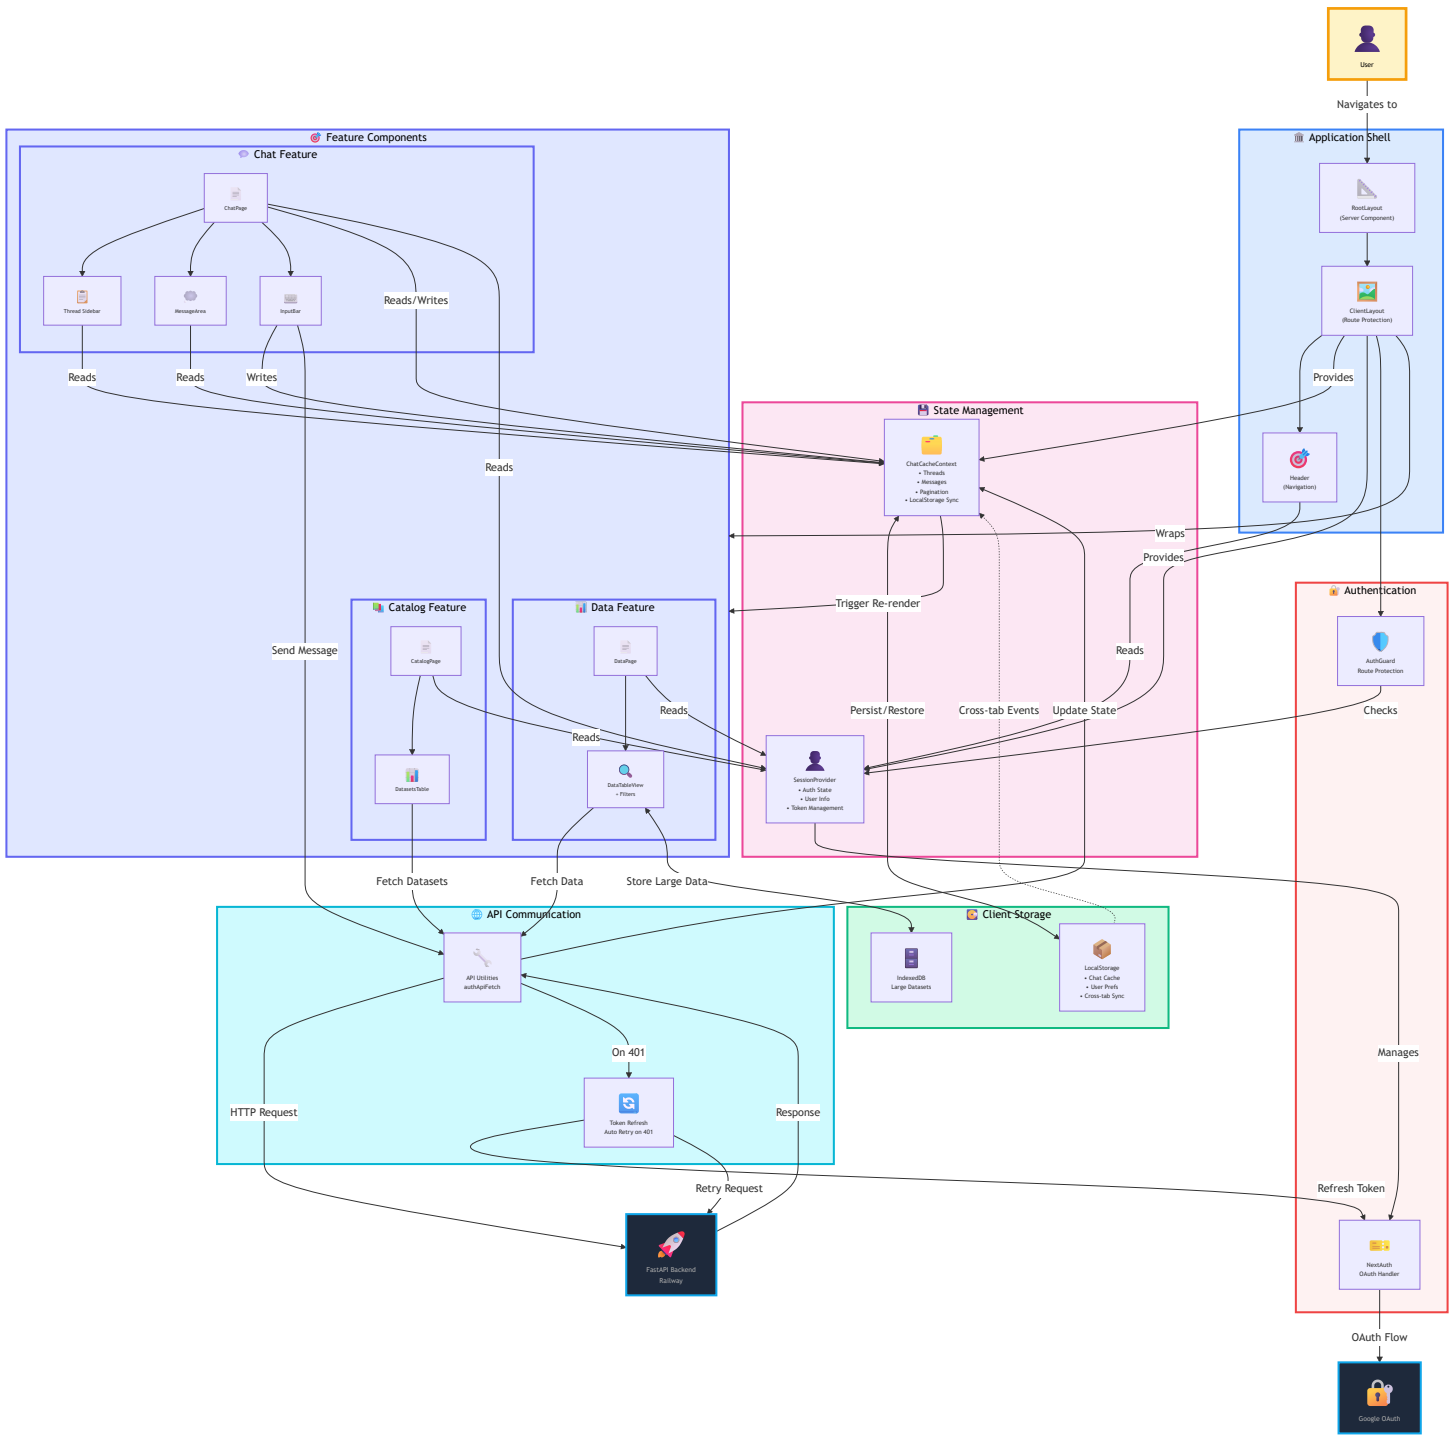 User
Navigates to
Feature Components
Application Shell
Chat Feature
ChatPage
RootLayout
(Server Component)
Thread Sidebar
MessageArea
InputBar
Reads/Writes
ClientLayout
(Route Protection)
Reads
Reads
Writes
Provides
State Management
ChatCacheContext
• Threads
• Messages
• Pagination
• LocalStorage Sync
Reads
Header
(Navigation)
Wraps
Provides
Authentication
Catalog Feature
Data Feature
Trigger Re-render
CatalogPage
DataPage
Send Message
Reads
AuthGuard
Route Protection
Reads
Reads
Persist/Restore
Cross-tab Events
Update State
Checks
DatasetsTable
DataTableView
+ Filters
SessionProvider
• Auth State
• User Info
• Token Management
Fetch Datasets
Fetch Data
Store Large Data
API Communication
Client Storage
API Utilities
authApiFetch
IndexedDB
Large Datasets
LocalStorage
• Chat Cache
• User Prefs
• Cross-tab Sync
On 401
Manages
HTTP Request
Response
Token Refresh
Auto Retry on 401
Retry Request
Refresh Token
FastAPI Backend
Railway
NextAuth
OAuth Handler
OAuth Flow
Google OAuth